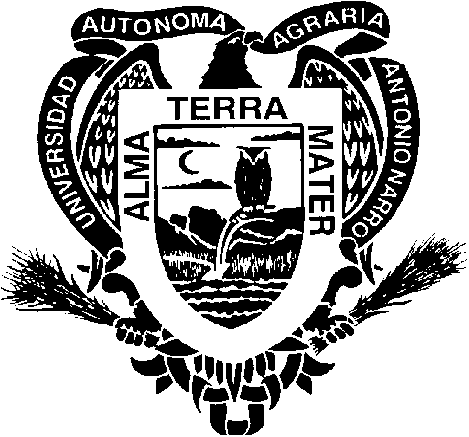 UNIVERSIDAD AUTONOMA AGRARIA ANTONIO NARRO
ALMA TERRA MATER